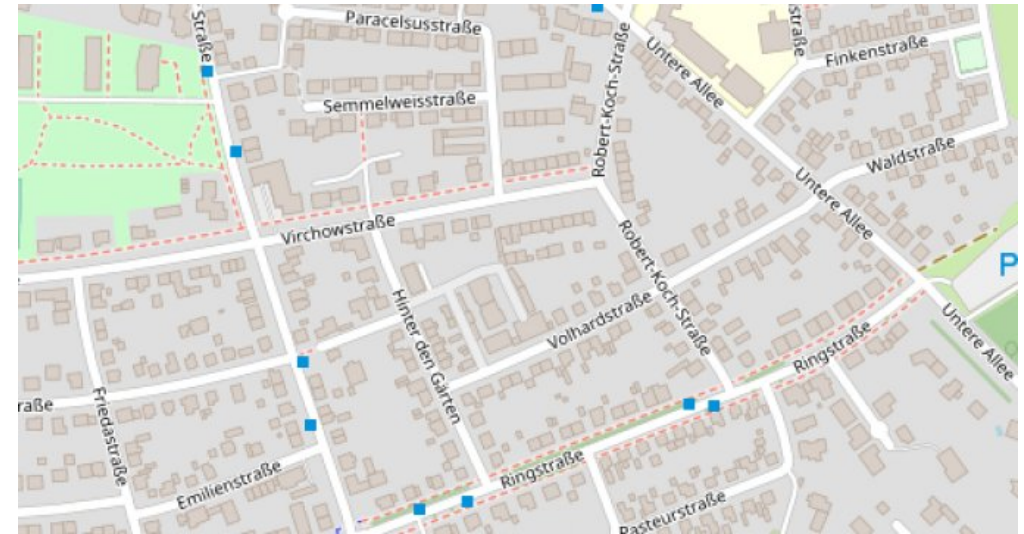 Straße
Paracelsusstraße
Semmelweisstraße
Robert-Koch-Straße
Untere Allee
straße
Finkenstraße
Waldstraße
Untere Allee
Virchowstraße
Robert-Koch-Straße
P
Hinter den Gärten
Volhardstraße
Ringstraße
Untere Allee
raße
Friedastraße
Emilienstraße
Ringstraße
Pasteurstraße